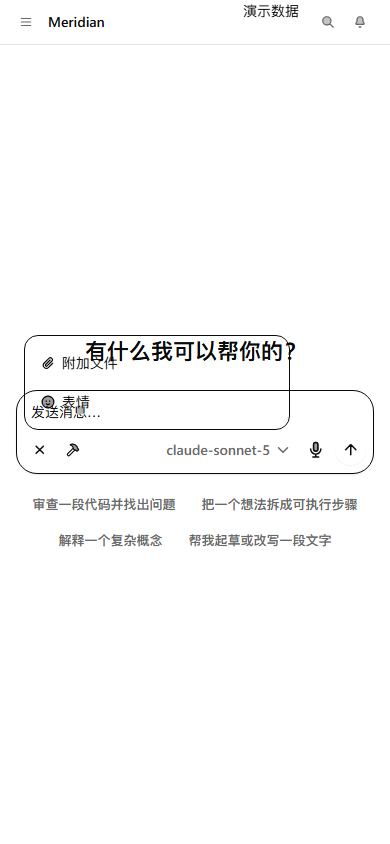 演示数据
Meridian
有什么我可以帮你的？
附加文件
表情
发送消息…
claude-sonnet-5
审查一段代码并找出问题 把一个想法拆成可执行步骤
解释一个复杂概念 帮我起草或改写一段文字